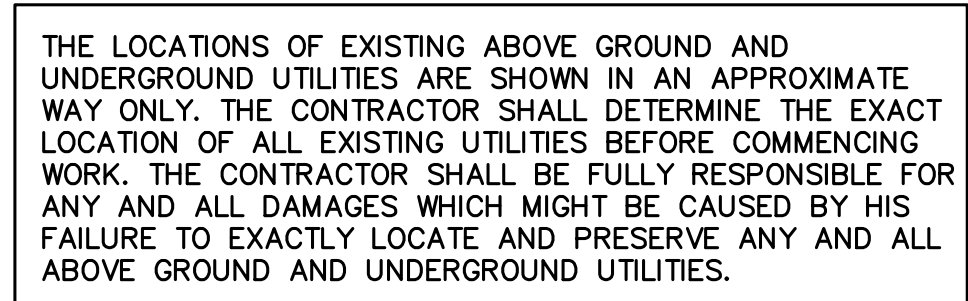 THE LOCATIONS OF EXISTING ABOVE GROUND AND
UNDERGROUND UTILITIES ARE SHOWN IN AN APPROXIMATE
WAY ONLY. THE CONTRACTOR SHALL DETERMINE THE EXACT
LOCATION OF ALL EXISTING UTILITIES BEFORE COMMENCING
WORK. THE CONTRACTOR SHALL BE FULLY RESPONSIBLE FOR
ANY AND ALL DAMAGES WHICH MIGHT BE CAUSED BY HIS
FAILURE TO EXACTLY LOCATE AND PRESERVE ANY AND ALL
ABOVE GROUND AND UNDERGROUND UTILITIES.